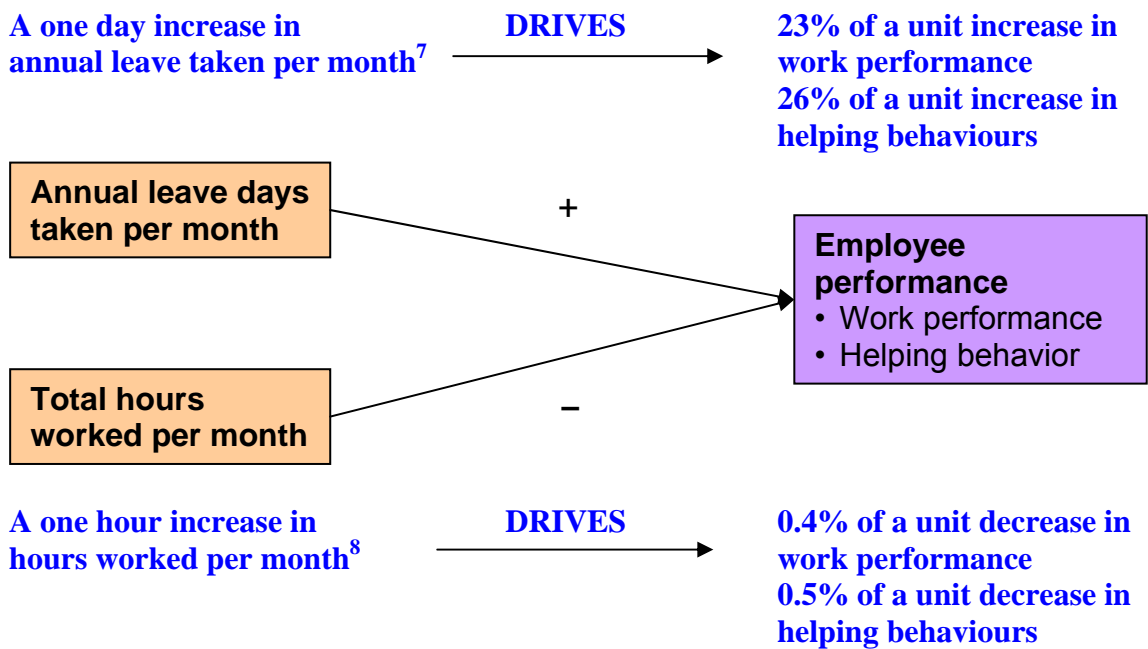 A one day increase in
annual leave taken per month⁷
DRIVES
23% of a unit increase in
work performance
26% of a unit increase in
helping behaviours
Annual leave days
taken per month
+
Employee
performance
• Work performance
• Helping behavior
Total hours
worked per month
–
A one hour increase in
hours worked per month⁸
DRIVES
0.4% of a unit decrease in
work performance
0.5% of a unit decrease in
helping behaviours